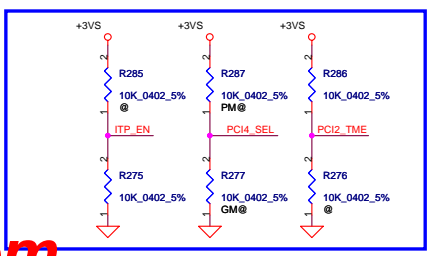 +3VS +3VS +3VS
2 2 2
R285 R287 R286
10K_0402_5% 10K_0402_5% 10K_0402_5%
@ PM@
1 1 1
ITP_EN PCI4_SEL PCI2_TME
2 2 2
R275 R277 R276
10K_0402_5% 10K_0402_5% 10K_0402_5%
GM@ @
1 1 1
om